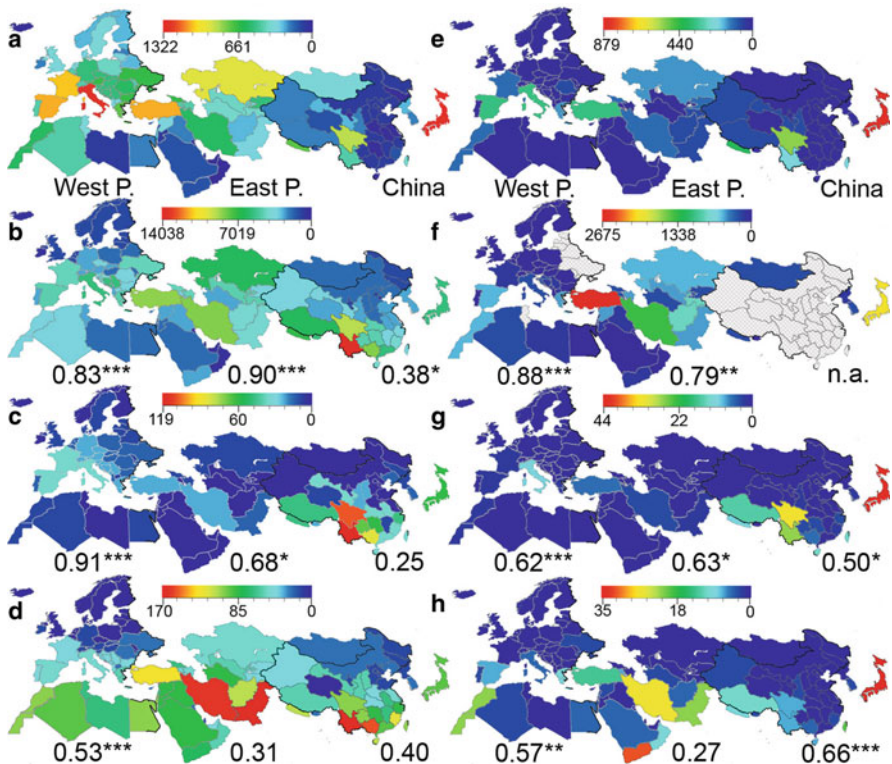 a
1322 661 0
West P. East P. China
b
14038 7019 0
0.83*** 0.90*** 0.38*
c
119 60 0
0.91*** 0.68* 0.25
d
170 85 0
0.53*** 0.31 0.40
e
879 440 0
West P. East P. China
f
2675 1338 0
0.88*** 0.79** n.a.
g
44 22 0
0.62*** 0.63* 0.50*
h
35 18 0
0.57** 0.27 0.66***